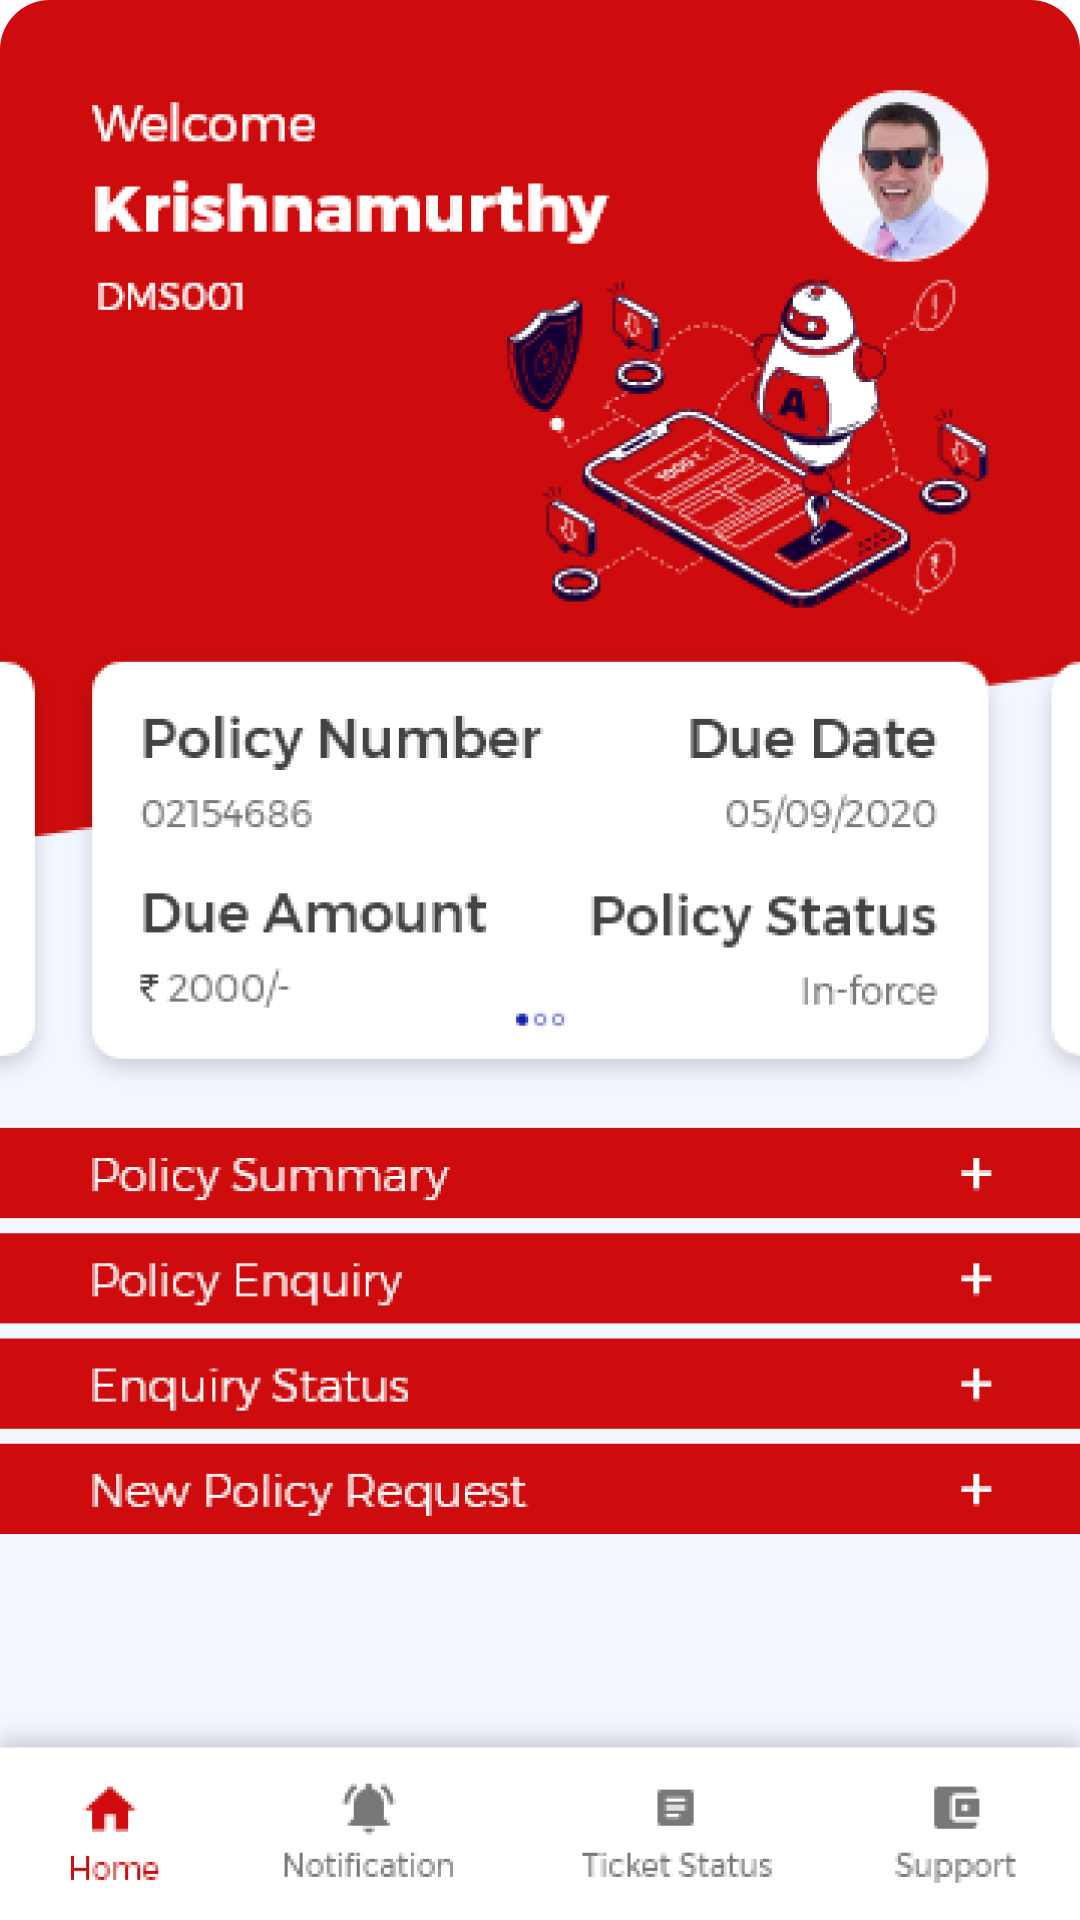 Welcome
Krishnamurthy
DMS001
A
Policy Number Due Date
02154686 05/09/2020
Due Amount Policy Status
₹ 2000/- In-force
Policy Summary +
Policy Enquiry +
Enquiry Status +
New Policy Request +
Home Notification Ticket Status Support